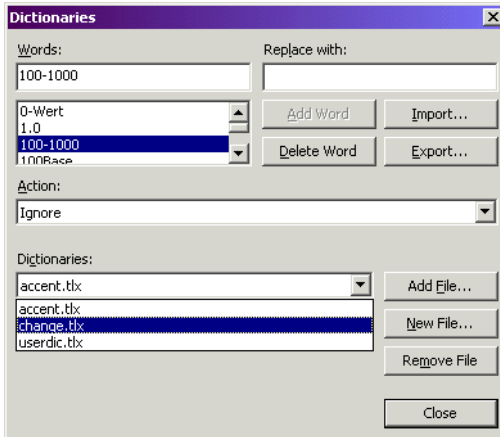 Dictionaries
Words:
Replace with:
100-1000
0-Wert
1.0
100-1000
100Base
Add Word
Import...
Delete Word
Export...
Action:
Ignore
Dictionaries:
accent.tlx
Add File...
accent.tlx
change.tlx
userdic.tlx
New File...
Remove File
Close